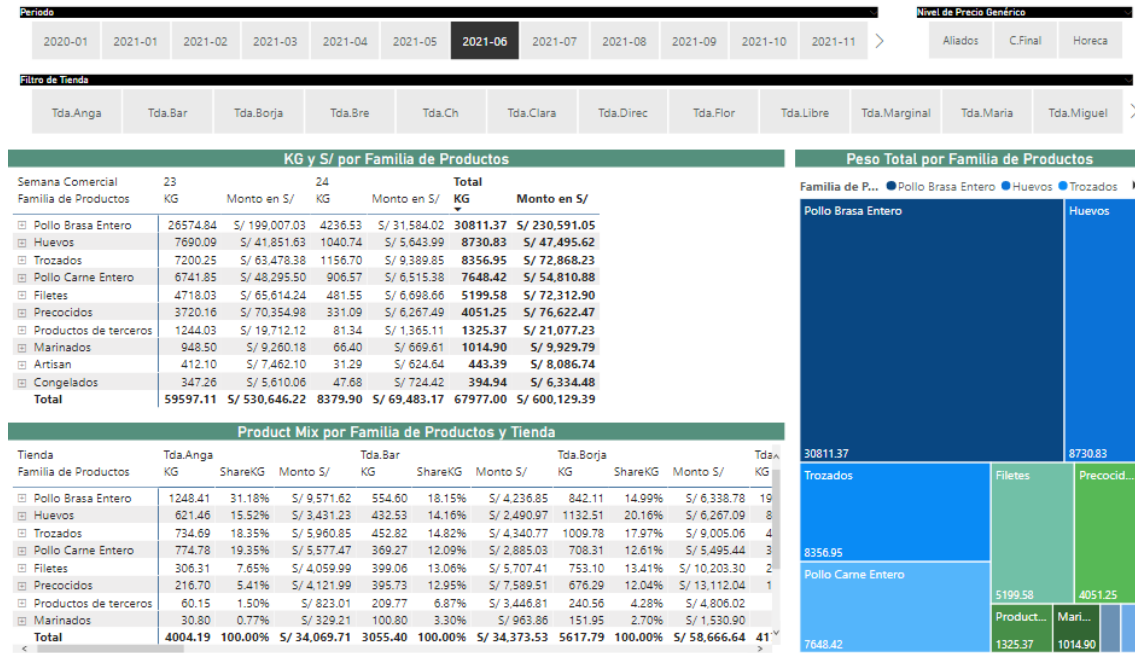 Periodo
Nivel de Precio Genérico
2020-01 2021-01 2021-02 2021-03 2021-04 2021-05 2021-06 2021-07 2021-08 2021-09 2021-10 2021-11
Aliados C.Final Horeca
Filtro de Tienda
Tda.Anga Tda.Bar Tda.Borja Tda.Bre Tda.Ch Tda.Clara Tda.Direc Tda.Flor Tda.Libre Tda.Marginal Tda.Maria Tda.Miguel
KG y S/ por Familia de Productos
Semana Comercial 23 24 Total
Familia de Productos KG Monto en S/ KG Monto en S/ KG Monto en S/
Pollo Brasa Entero 26574.84 S/ 199,007.03 4236.53 S/ 31,584.02 30811.37 S/ 230,591.05
Huevos 7690.09 S/ 41,851.63 1040.74 S/ 5,643.99 8730.83 S/ 47,495.62
Trozados 7200.25 S/ 63,478.38 1156.70 S/ 9,389.85 8356.95 S/ 72,868.23
Pollo Carne Entero 6741.85 S/ 48,295.50 906.57 S/ 6,515.38 7648.42 S/ 54,810.88
Filetes 4718.03 S/ 65,614.24 481.55 S/ 6,698.66 5199.58 S/ 72,312.90
Precocidos 3720.16 S/ 70,354.98 331.09 S/ 6,267.49 4051.25 S/ 76,622.47
Productos de terceros 1244.03 S/ 19,712.12 81.34 S/ 1,365.11 1325.37 S/ 21,077.23
Marinados 948.50 S/ 9,260.18 66.40 S/ 669.61 1014.90 S/ 9,929.79
Artisan 412.10 S/ 7,462.10 31.29 S/ 624.64 443.39 S/ 8,086.74
Congelados 347.26 S/ 5,610.06 47.68 S/ 724.42 394.94 S/ 6,334.48
Total 59597.11 S/ 530,646.22 8379.90 S/ 69,483.17 67977.00 S/ 600,129.39
Product Mix por Familia de Productos y Tienda
Tienda Tda.Anga Tda.Bar Tda.Borja Tda
Familia de Productos KG ShareKG Monto S/ KG ShareKG Monto S/ KG ShareKG Monto S/ KG
Pollo Brasa Entero 1248.41 31.18% S/ 9,571.62 554.60 18.15% S/ 4,236.85 842.11 14.99% S/ 6,338.78 19
Huevos 621.46 15.52% S/ 3,431.23 432.53 14.16% S/ 2,490.97 1132.51 20.16% S/ 6,267.09 8
Trozados 734.69 18.35% S/ 5,960.85 452.82 14.82% S/ 4,340.77 1009.78 17.97% S/ 9,005.06 4
Pollo Carne Entero 774.78 19.35% S/ 5,577.47 369.27 12.09% S/ 2,885.03 708.31 12.61% S/ 5,495.44 3
Filetes 306.31 7.65% S/ 4,059.99 399.06 13.06% S/ 5,707.41 753.10 13.41% S/ 10,203.30 2
Precocidos 216.70 5.41% S/ 4,121.99 395.73 12.95% S/ 7,589.51 676.29 12.04% S/ 13,112.04 1
Productos de terceros 60.15 1.50% S/ 823.01 209.77 6.87% S/ 3,446.81 240.56 4.28% S/ 4,806.02
Marinados 30.80 0.77% S/ 329.21 100.80 3.30% S/ 963.86 151.95 2.70% S/ 1,530.90
Total 4004.19 100.00% S/ 34,069.71 3055.40 100.00% S/ 34,373.53 5617.79 100.00% S/ 58,666.64 41
Peso Total por Familia de Productos
Familia de P... Pollo Brasa Entero Huevos Trozados
Pollo Brasa Entero
30811.37
Huevos
8730.83
Trozados
8356.95
Pollo Carne Entero
7648.42
Filetes
5199.58
Precocid...
4051.25
Product...
1325.37
Mari...
1014.90